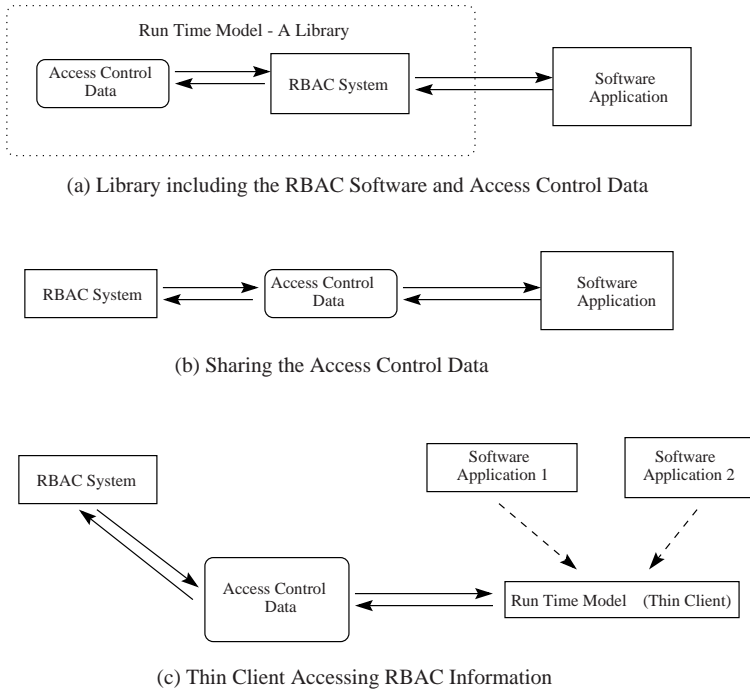 Run Time Model - A Library
Access Control
Data
RBAC System
Software
Application
(a) Library including the RBAC Software and Access Control Data
RBAC System
Access Control
Data
Software
Application
(b) Sharing the Access Control Data
RBAC System
Software
Application 1
Software
Application 2
Access Control
Data
Run Time Model (Thin Client)
(c) Thin Client Accessing RBAC Information